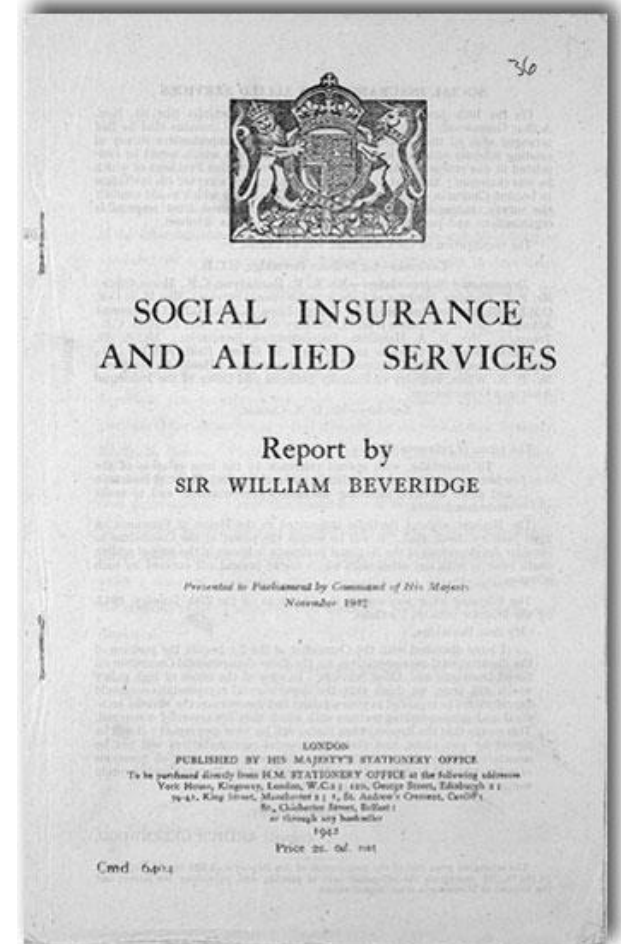 36
SOCIAL INSURANCE
AND ALLIED SERVICES
Report by
SIR WILLIAM BEVERIDGE
Presented to Parliament by Command of His Majesty
November 1942
LONDON
PUBLISHED BY HIS MAJESTY'S STATIONERY OFFICE
To be purchased directly from H.M. STATIONERY OFFICE at the following addresses
York House, Kingsway, London, W.C.2; 120, George Street, Edinburgh 2;
39-41, King Street, Manchester 2; 1, St. Andrew's Crescent, Cardiff;
80, Chichester Street, Belfast;
or through any bookseller
1942
Price 2s. 0d. net
Cmd 6404